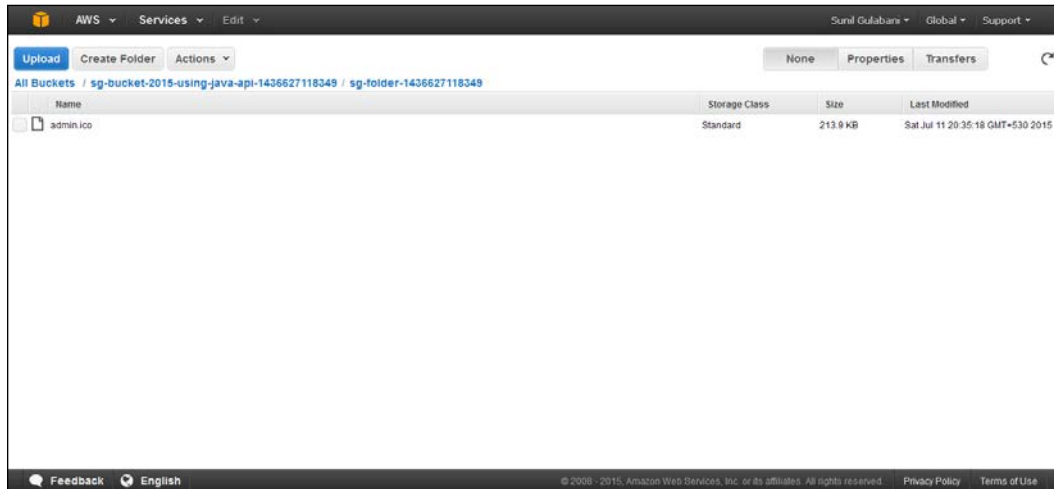 AWS Services Edit Sunil Gulabani Global Support
Upload Create Folder Actions None Properties Transfers
All Buckets / sg-bucket-2015-using-java-api-1436627118349 / sg-folder-1436627118349
Name Storage Class Size Last Modified
admin.ico Standard 213.9 KB Sat Jul 11 20:35:18 GMT+530 2015
Feedback English © 2008 - 2015, Amazon Web Services, Inc. or its affiliates. All rights reserved. Privacy Policy Terms of Use